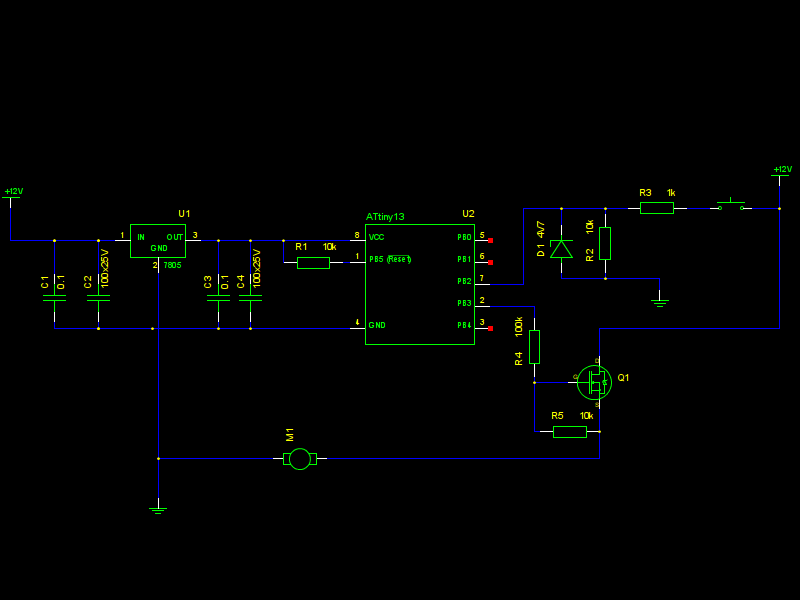 +12V
+12V
U1
1
IN
OUT
3
GND
2
7805
C1
0.1
C2
100x25V
C3
0.1
C4
100x25V
R1
10k
ATtiny13
U2
8
VCC
1
PB5 (Reset)
4
GND
PB0
5
PB1
6
PB2
7
PB3
2
PB4
3
D1
4V7
R2
10k
R3
1k
R4
100k
D
G
S
Q1
R5
10k
M1